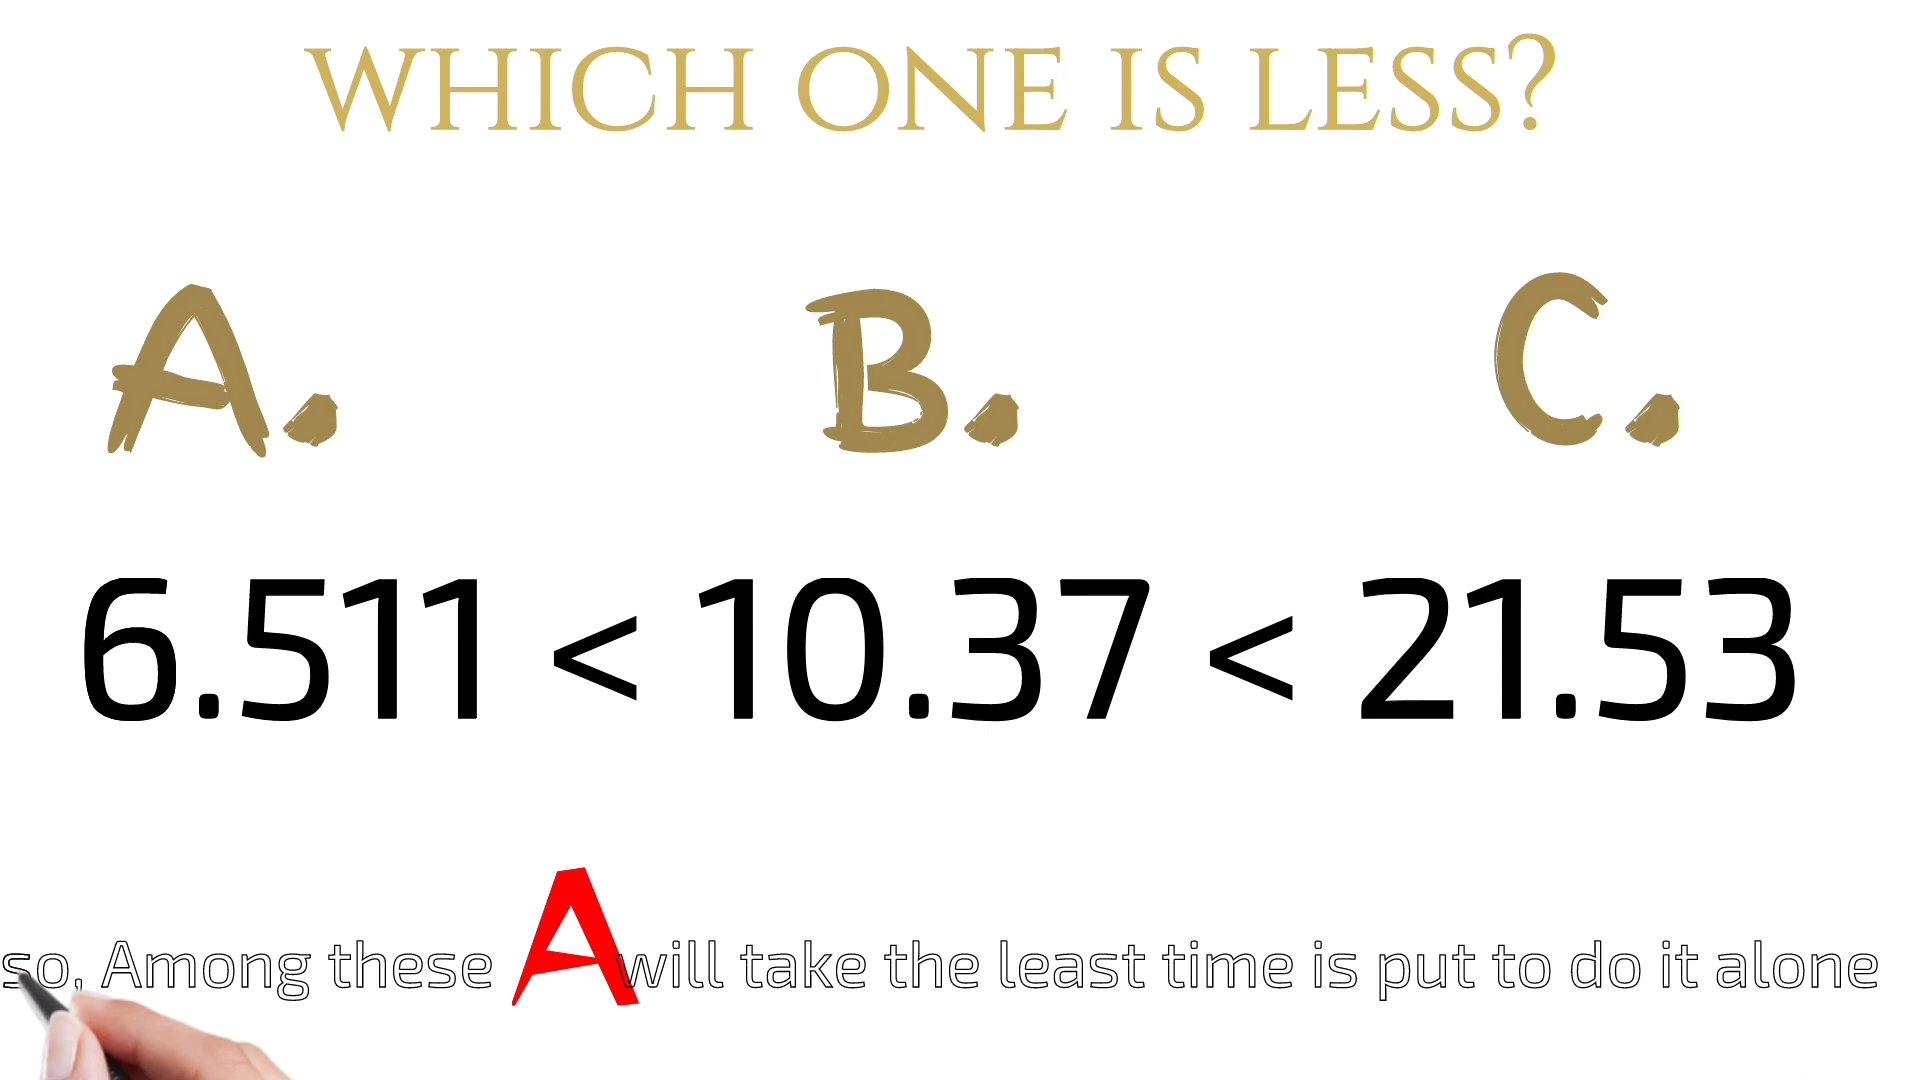 WHICH ONE IS LESS?
A. B. C.
6.511 < 10.37 < 21.53
so, Among these A will take the least time is put to do it alone